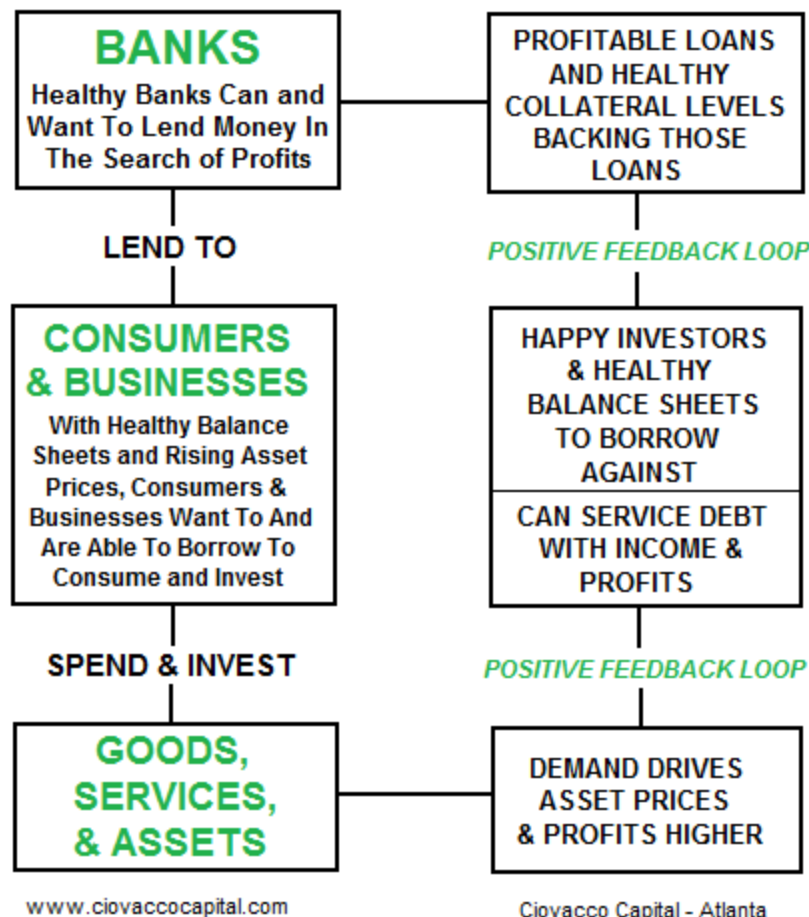 BANKS
Healthy Banks Can and
Want To Lend Money In
The Search of Profits
LEND TO
CONSUMERS
& BUSINESSES
With Healthy Balance
Sheets and Rising Asset
Prices, Consumers &
Businesses Want To And
Are Able To Borrow To
Consume and Invest
SPEND & INVEST
GOODS,
SERVICES,
& ASSETS
PROFITABLE LOANS
AND HEALTHY
COLLATERAL LEVELS
BACKING THOSE
LOANS
POSITIVE FEEDBACK LOOP
HAPPY INVESTORS
& HEALTHY
BALANCE SHEETS
TO BORROW
AGAINST
CAN SERVICE DEBT
WITH INCOME &
PROFITS
POSITIVE FEEDBACK LOOP
DEMAND DRIVES
ASSET PRICES
& PROFITS HIGHER
www.ciovaccocapital.com
Ciovacco Capital - Atlanta